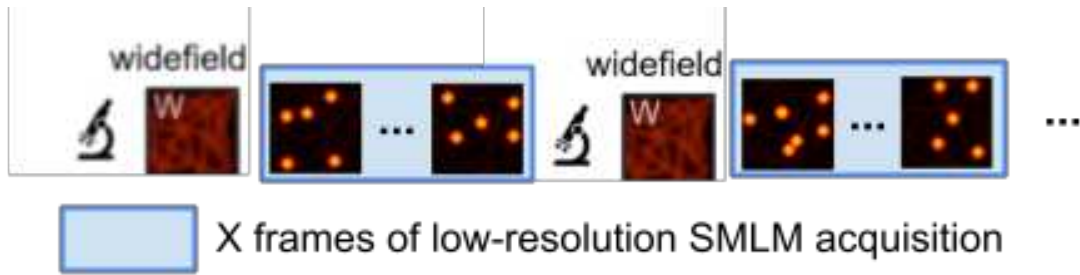 widefield
W
...
widefield
W
...
...
X frames of low-resolution SMLM acquisition